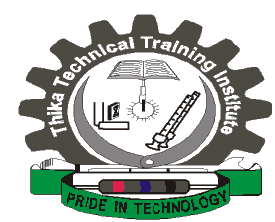 Thika Technical Training Institute
PRIDE IN TECHNOLOGY